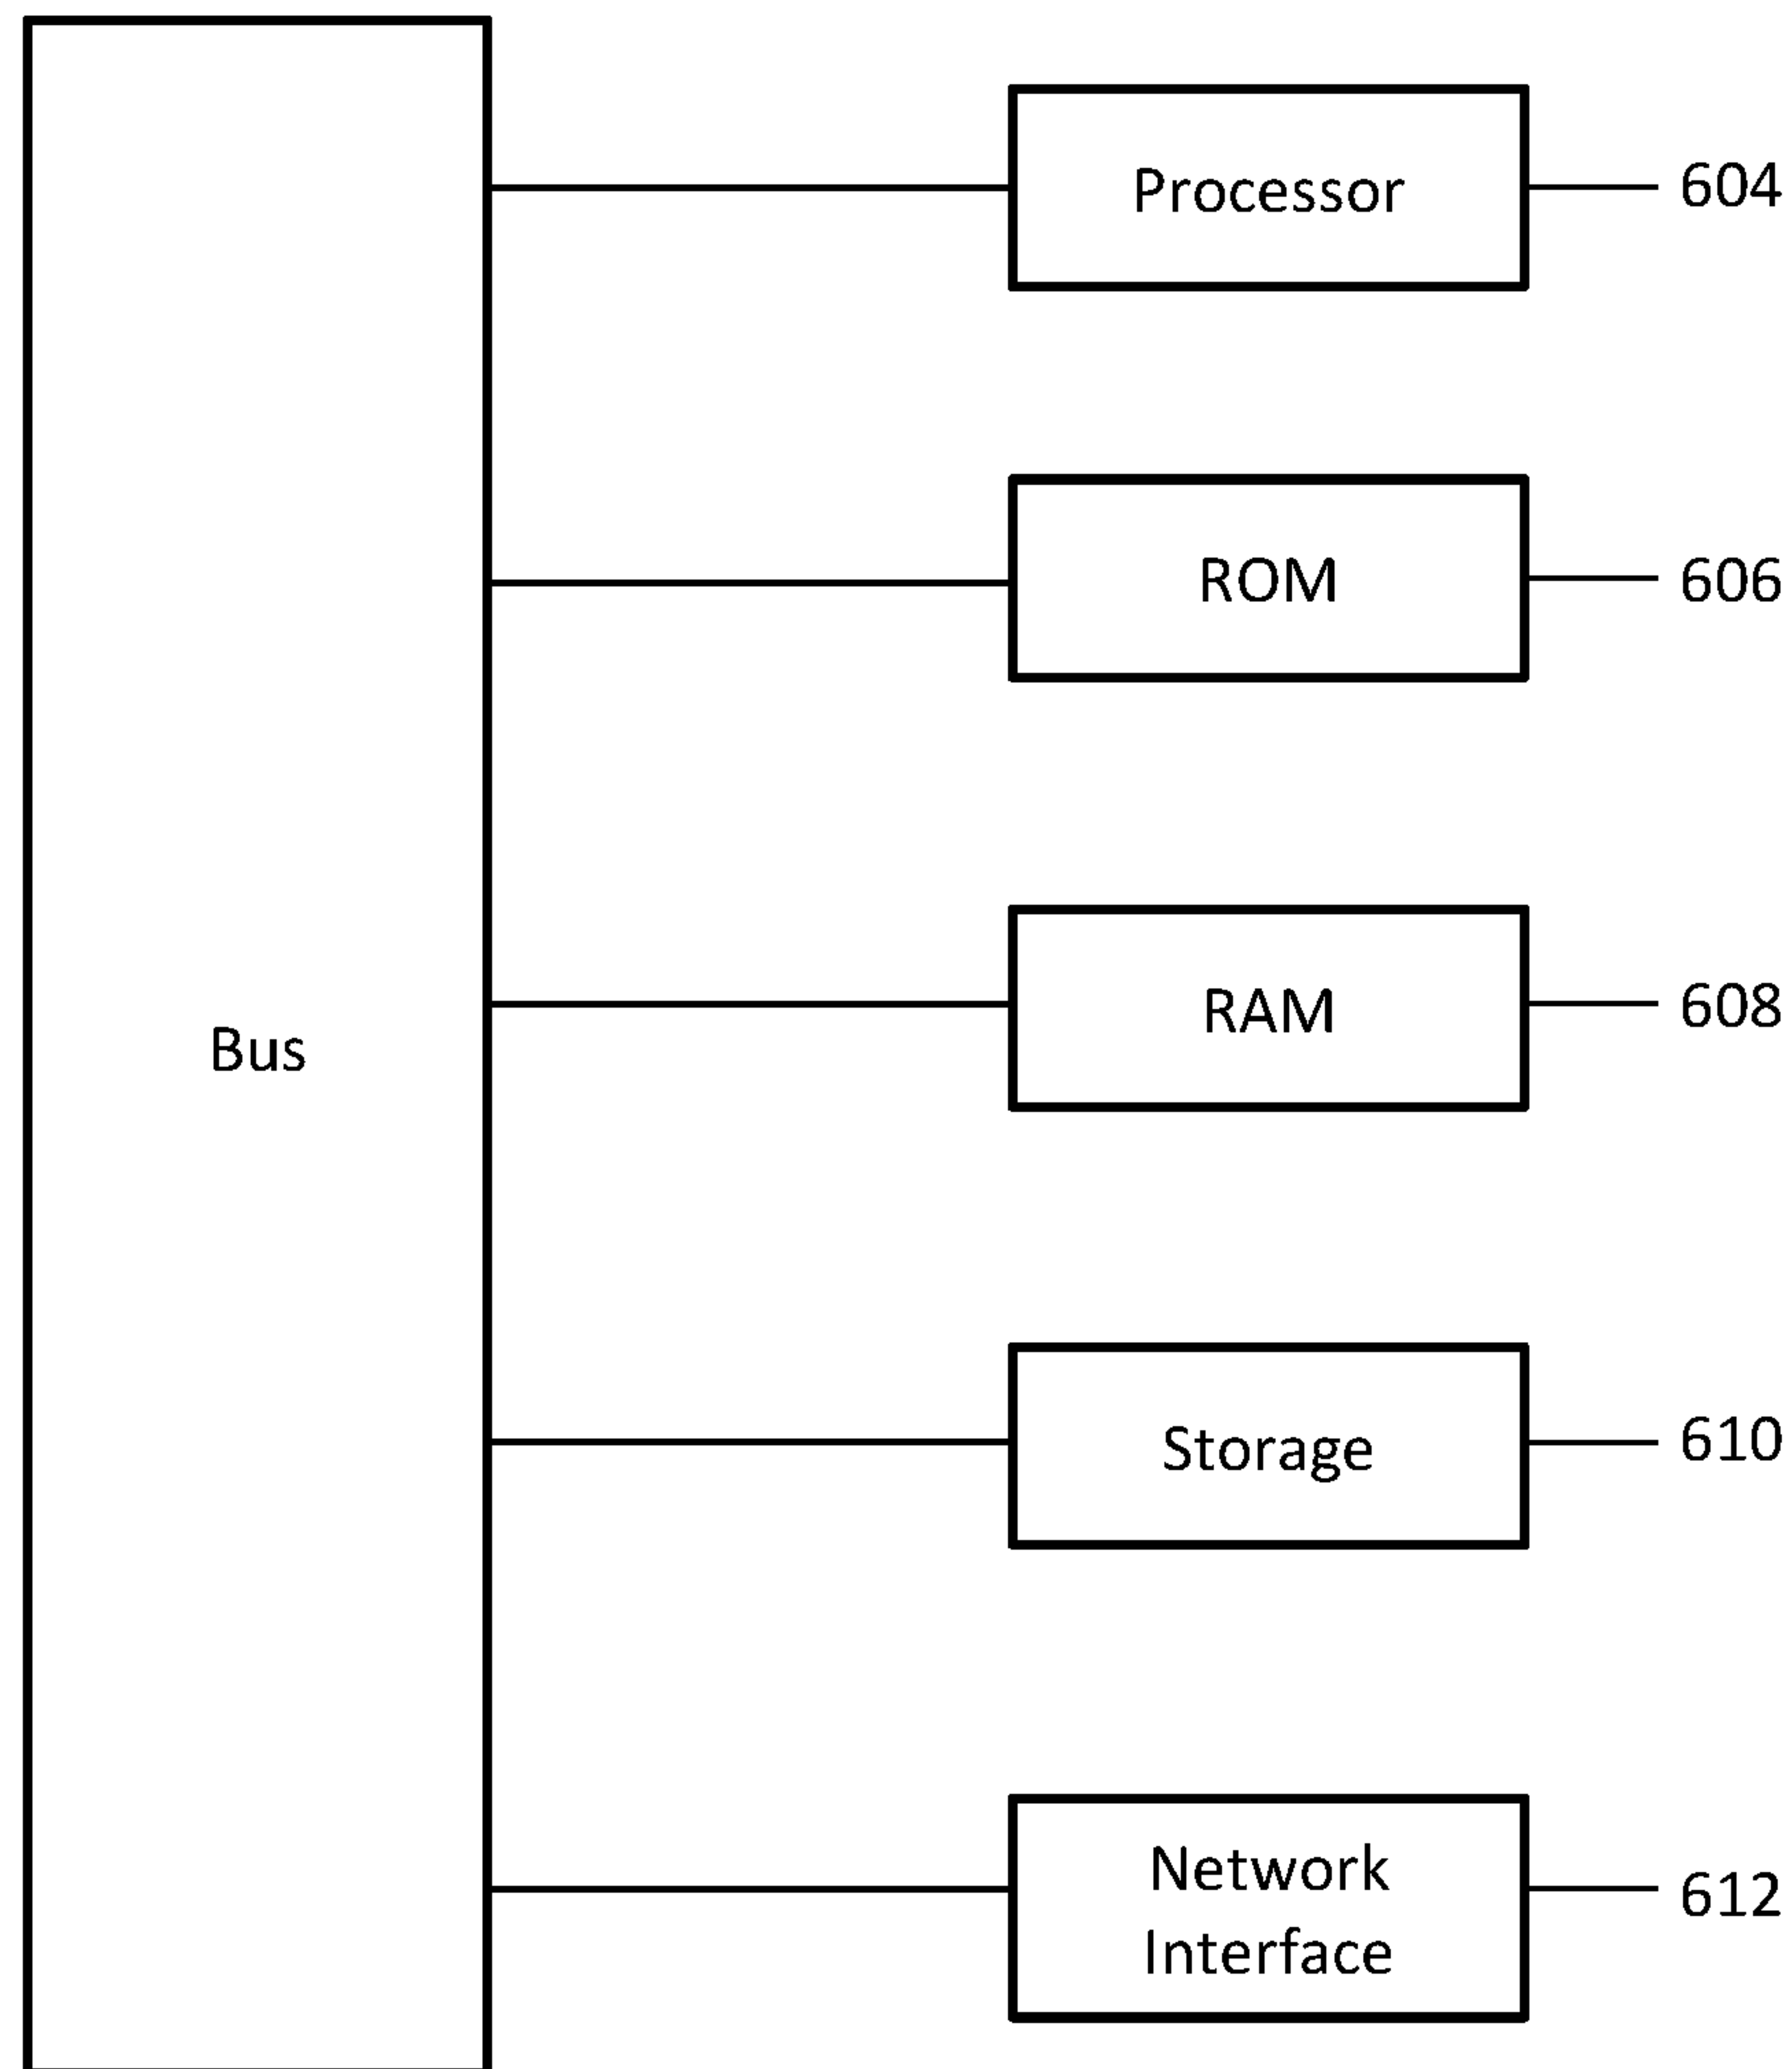 Processor
604
ROM
606
RAM
608
Bus
Storage
610
Network
Interface
612